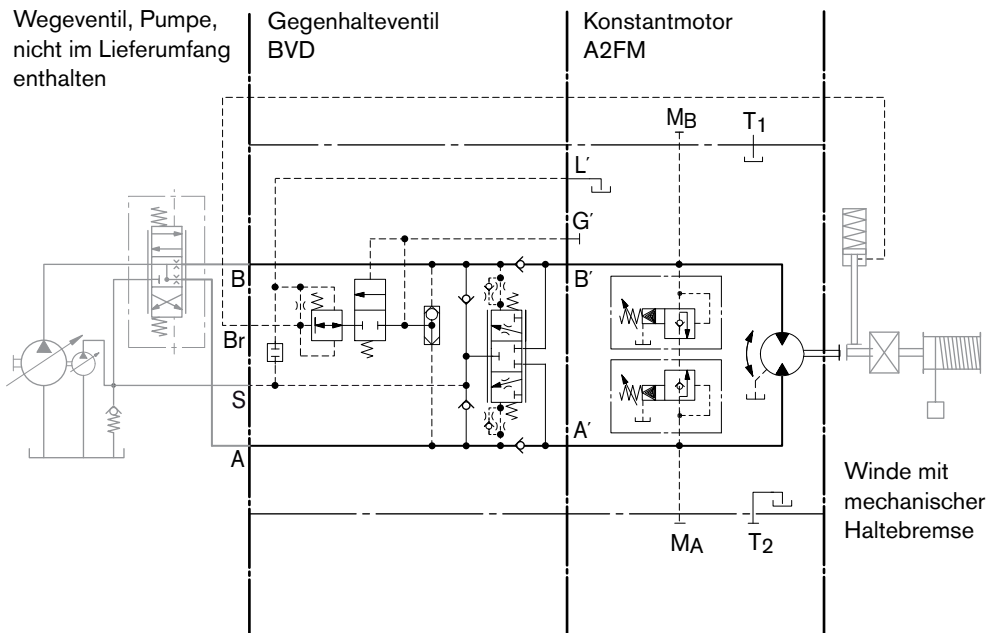 Wegeventil, Pumpe,
nicht im Lieferumfang
enthalten
Gegenhalteventil
BVD
Konstantmotor
A2FM
MB
T1
L'
G'
B
B'
Br
S
A
A'
MA
T2
Winde mit
mechanischer
Haltebremse